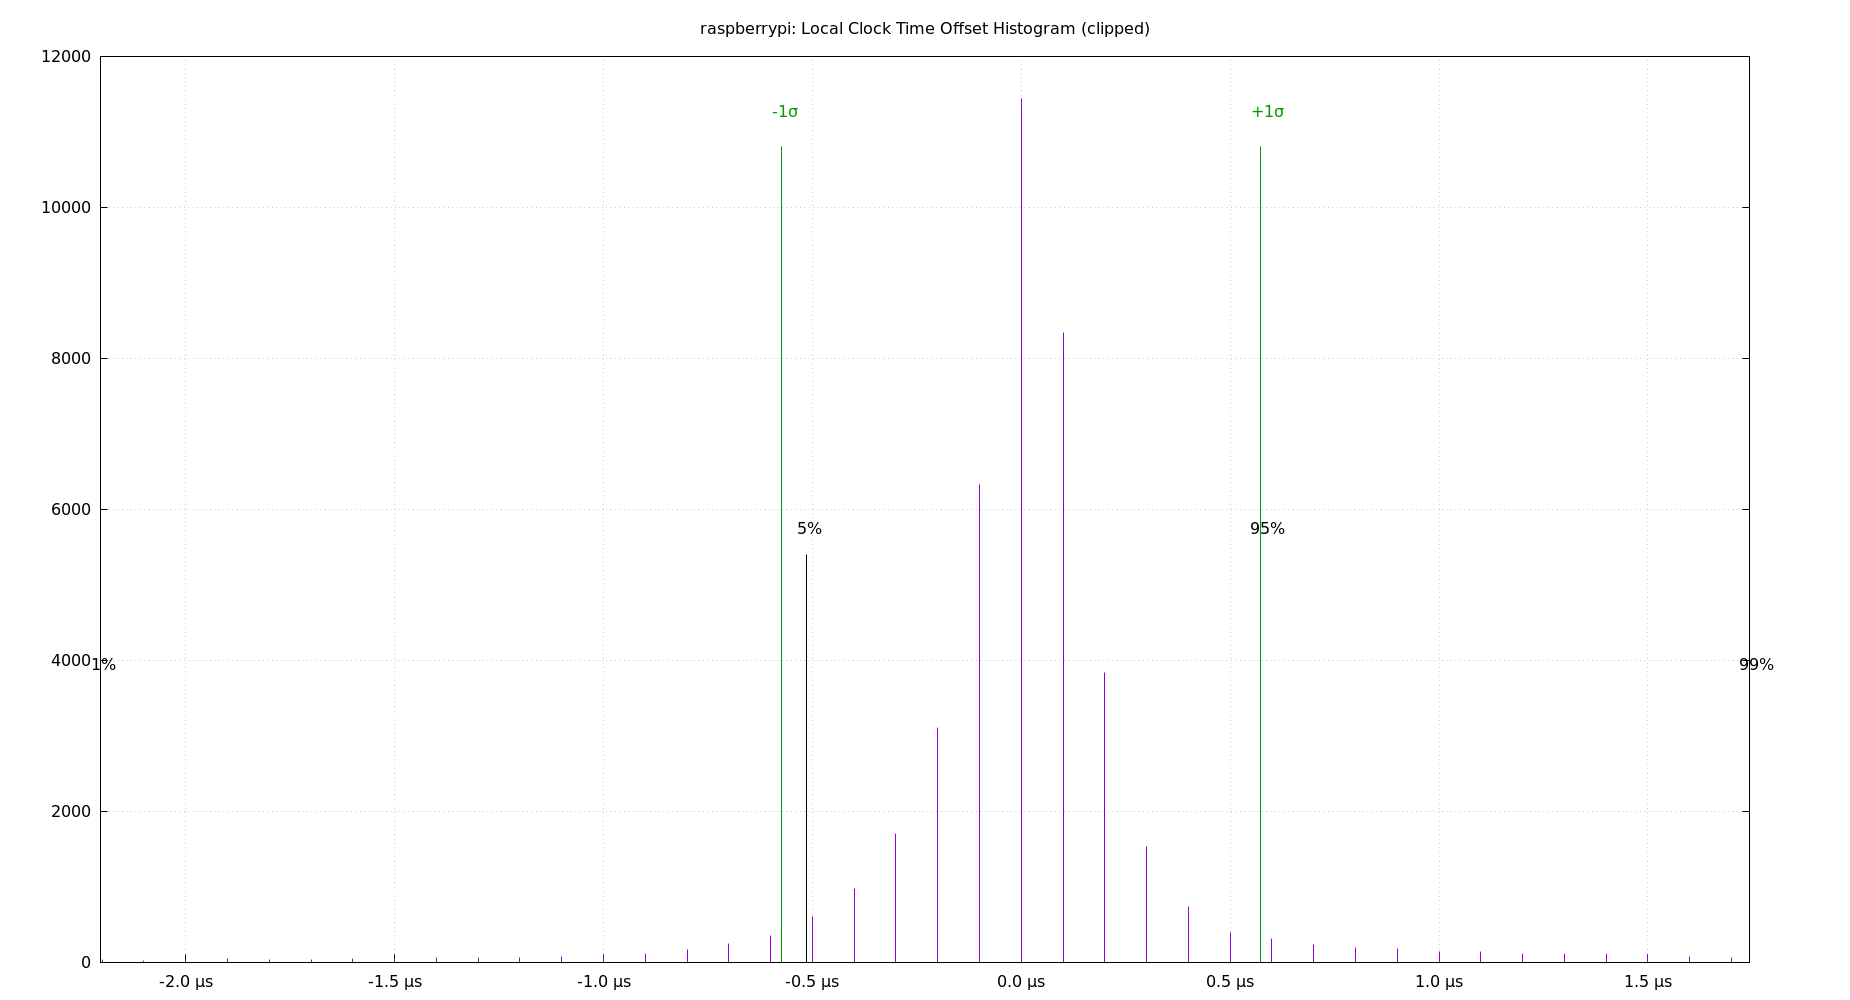 raspberrypi: Local Clock Time Offset Histogram (clipped)
12000
-1σ
+1σ
10000
8000
6000
5%
95%
4000
1%
99%
2000
0
-2.0 µs
-1.5 µs
-1.0 µs
-0.5 µs
0.0 µs
0.5 µs
1.0 µs
1.5 µs